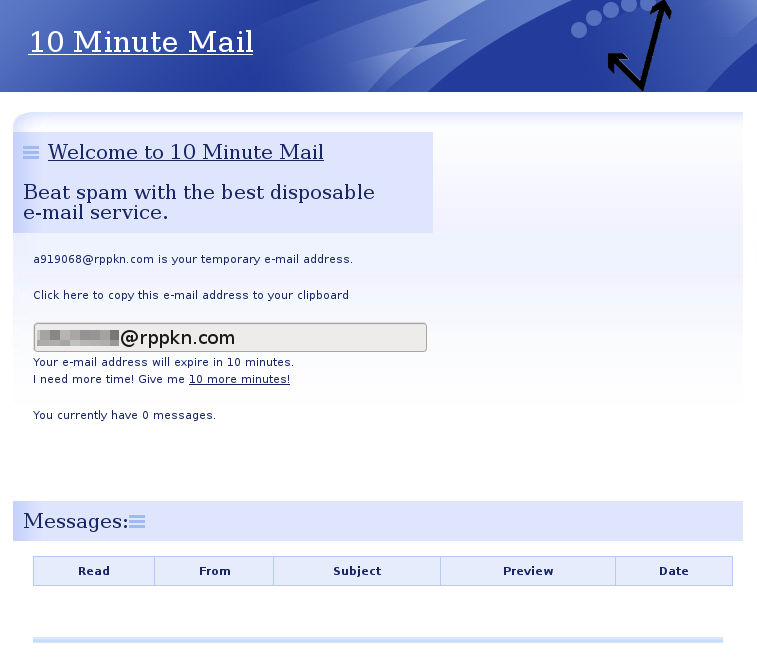 10 Minute Mail
Welcome to 10 Minute Mail
Beat spam with the best disposable
e-mail service.
a919068@rppkn.com is your temporary e-mail address.
Click here to copy this e-mail address to your clipboard
@rppkn.com
Your e-mail address will expire in 10 minutes.
I need more time! Give me 10 more minutes!
You currently have 0 messages.
Messages:
Read From Subject Preview Date